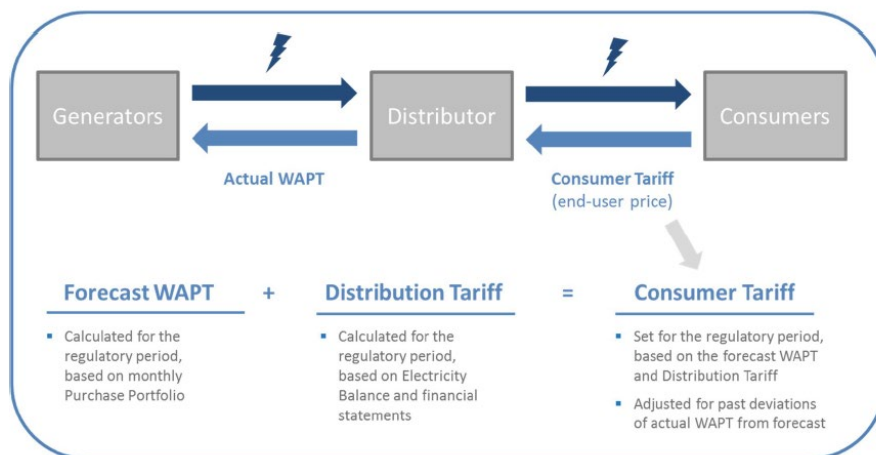 Generators
Distributor
Consumers
Actual WAPT
Consumer Tariff
(end-user price)
Forecast WAPT + Distribution Tariff = Consumer Tariff
▪ Calculated for the
regulatory period,
based on monthly
Purchase Portfolio
▪ Calculated for the
regulatory period,
based on Electricity
Balance and financial
statements
▪ Set for the regulatory period,
based on the forecast WAPT
and Distribution Tariff
▪ Adjusted for past deviations
of actual WAPT from forecast